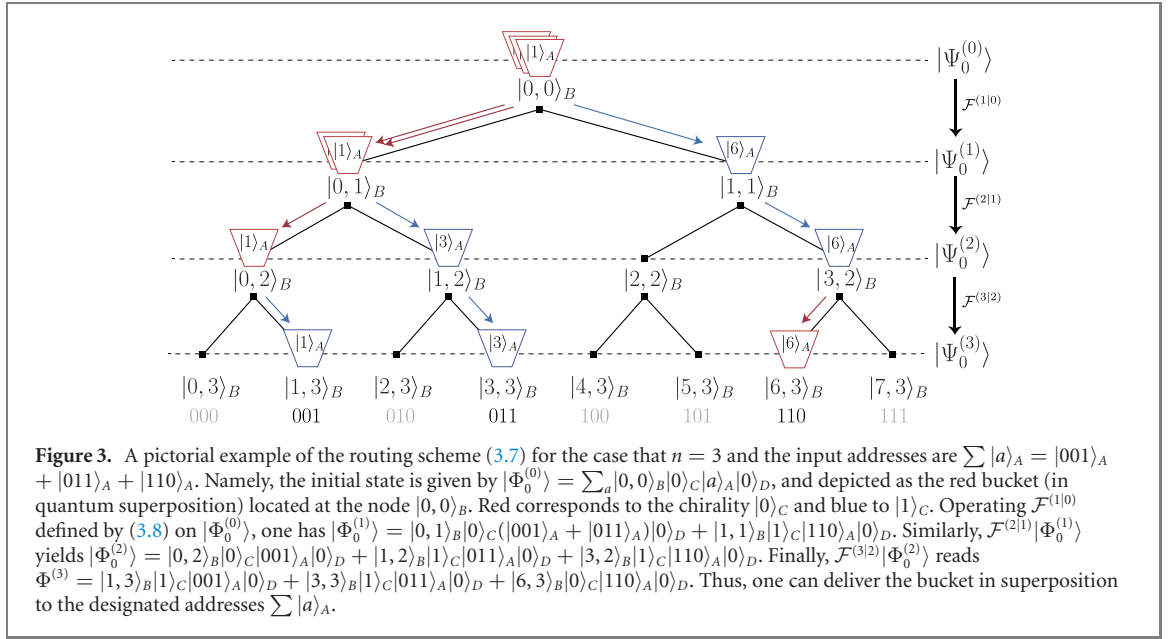 |1⟩_A |Ψ_0^{(0)}⟩
|0, 0⟩_B F^{(1|0)}
|1⟩_A |6⟩_A |Ψ_0^{(1)}⟩
|0, 1⟩_B |1, 1⟩_B F^{(2|1)}
|1⟩_A |3⟩_A |6⟩_A |Ψ_0^{(2)}⟩
|0, 2⟩_B |1, 2⟩_B |2, 2⟩_B |3, 2⟩_B F^{(3|2)}
|1⟩_A |3⟩_A |6⟩_A |Ψ_0^{(3)}⟩
|0, 3⟩_B |1, 3⟩_B |2, 3⟩_B |3, 3⟩_B |4, 3⟩_B |5, 3⟩_B |6, 3⟩_B |7, 3⟩_B
000 001 010 011 100 101 110 111
Figure 3. A pictorial example of the routing scheme (3.7) for the case that n = 3 and the input addresses are ∑ |a⟩_A = |001⟩_A
+ |011⟩_A + |110⟩_A. Namely, the initial state is given by |Φ_0^{(0)}⟩ = ∑_a |0, 0⟩_B|0⟩_C|a⟩_A|0⟩_D, and depicted as the red bucket (in
quantum superposition) located at the node |0, 0⟩_B. Red corresponds to the chirality |0⟩_C and blue to |1⟩_C. Operating F^{(1|0)}
defined by (3.8) on |Φ_0^{(0)}⟩, one has |Φ_0^{(1)}⟩ = |0, 1⟩_B|0⟩_C(|001⟩_A + |011⟩_A)|0⟩_D + |1, 1⟩_B|1⟩_C|110⟩_A|0⟩_D. Similarly, F^{(2|1)}|Φ_0^{(1)}⟩
yields |Φ_0^{(2)}⟩ = |0, 2⟩_B|0⟩_C|001⟩_A|0⟩_D + |1, 2⟩_B|1⟩_C|011⟩_A|0⟩_D + |3, 2⟩_B|1⟩_C|110⟩_A|0⟩_D. Finally, F^{(3|2)}|Φ_0^{(2)}⟩ reads
Φ^{(3)} = |1, 3⟩_B|1⟩_C|001⟩_A|0⟩_D + |3, 3⟩_B|1⟩_C|011⟩_A|0⟩_D + |6, 3⟩_B|0⟩_C|110⟩_A|0⟩_D. Thus, one can deliver the bucket in superposition
to the designated addresses ∑ |a⟩_A.